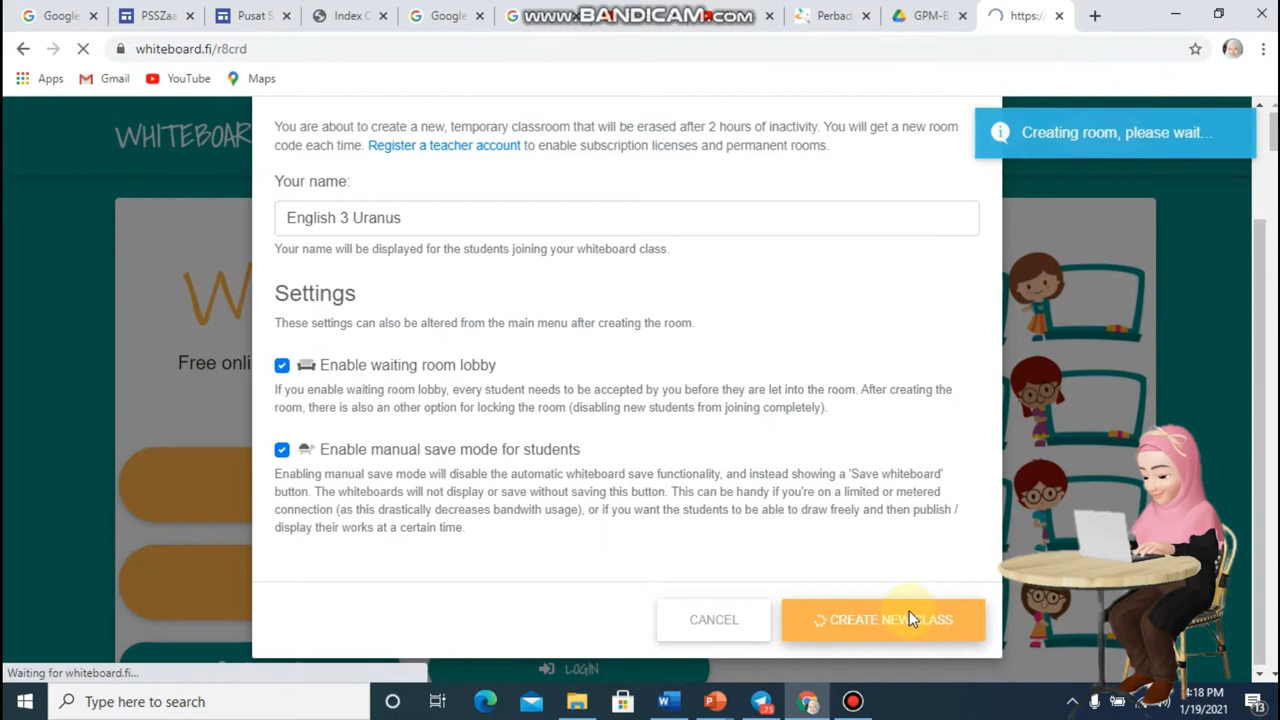 Google
PSSZaa
Pusat S
Index C
Google
www.BANDICAM.com
Perbad
GPM-B
https:/
whiteboard.fi/r8crd
Apps
Gmail
YouTube
Maps
WHITEBOAR
You are about to create a new, temporary classroom that will be erased after 2 hours of inactivity. You will get a new room
code each time. Register a teacher account to enable subscription licenses and permanent rooms.
Creating room, please wait...
Your name:
English 3 Uranus
Your name will be displayed for the students joining your whiteboard class.
W
Free onli
Settings
These settings can also be altered from the main menu after creating the room.
Enable waiting room lobby
If you enable waiting room lobby, every student needs to be accepted by you before they are let into the room. After creating the
room, there is also an other option for locking the room (disabling new students from joining completely).
Enable manual save mode for students
Enabling manual save mode will disable the automatic whiteboard save functionality, and instead showing a 'Save whiteboard'
button. The whiteboards will not display or save without saving this button. This can be handy if you're on a limited or metered
connection (as this drastically decreases bandwith usage), or if you want the students to be able to draw freely and then publish /
display their works at a certain time.
CANCEL
CREATE NEW CLASS
LOGIN
Waiting for whiteboard.fi...
Type here to search
4:18 PM
1/19/2021